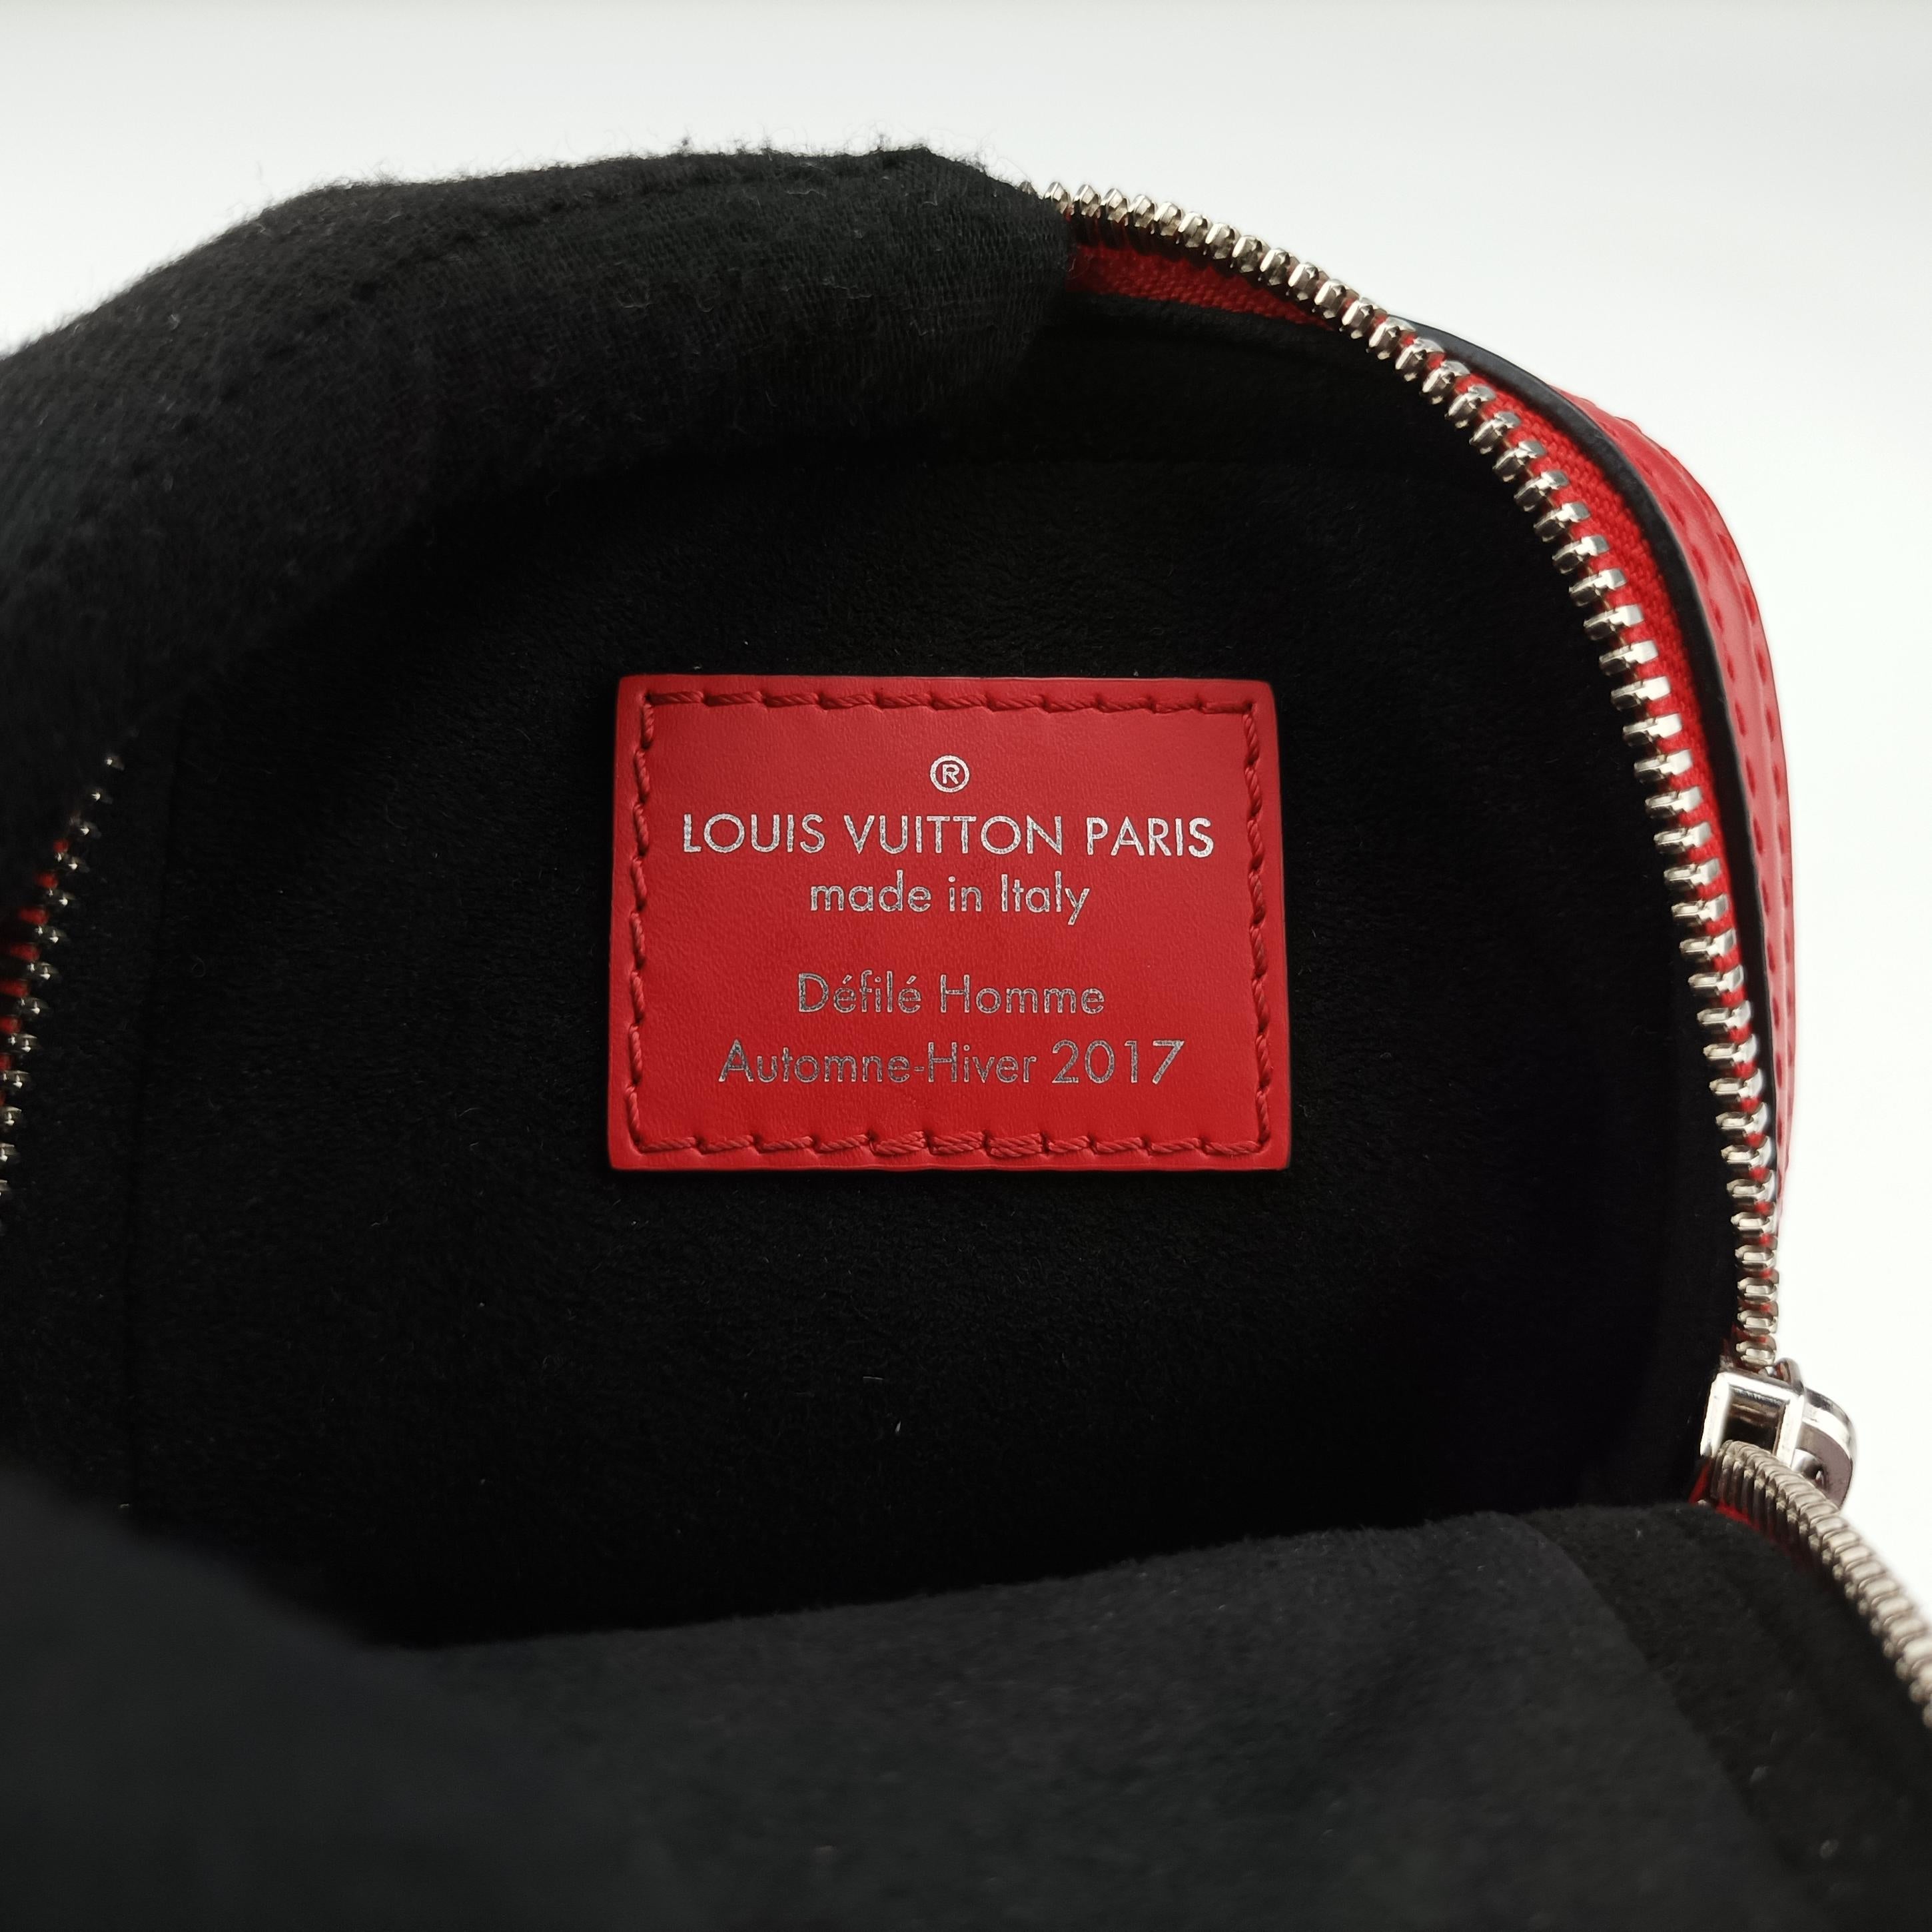 ®
LOUIS VUITTON PARIS
made in Italy
Défilé Homme
Automne-Hiver 2017